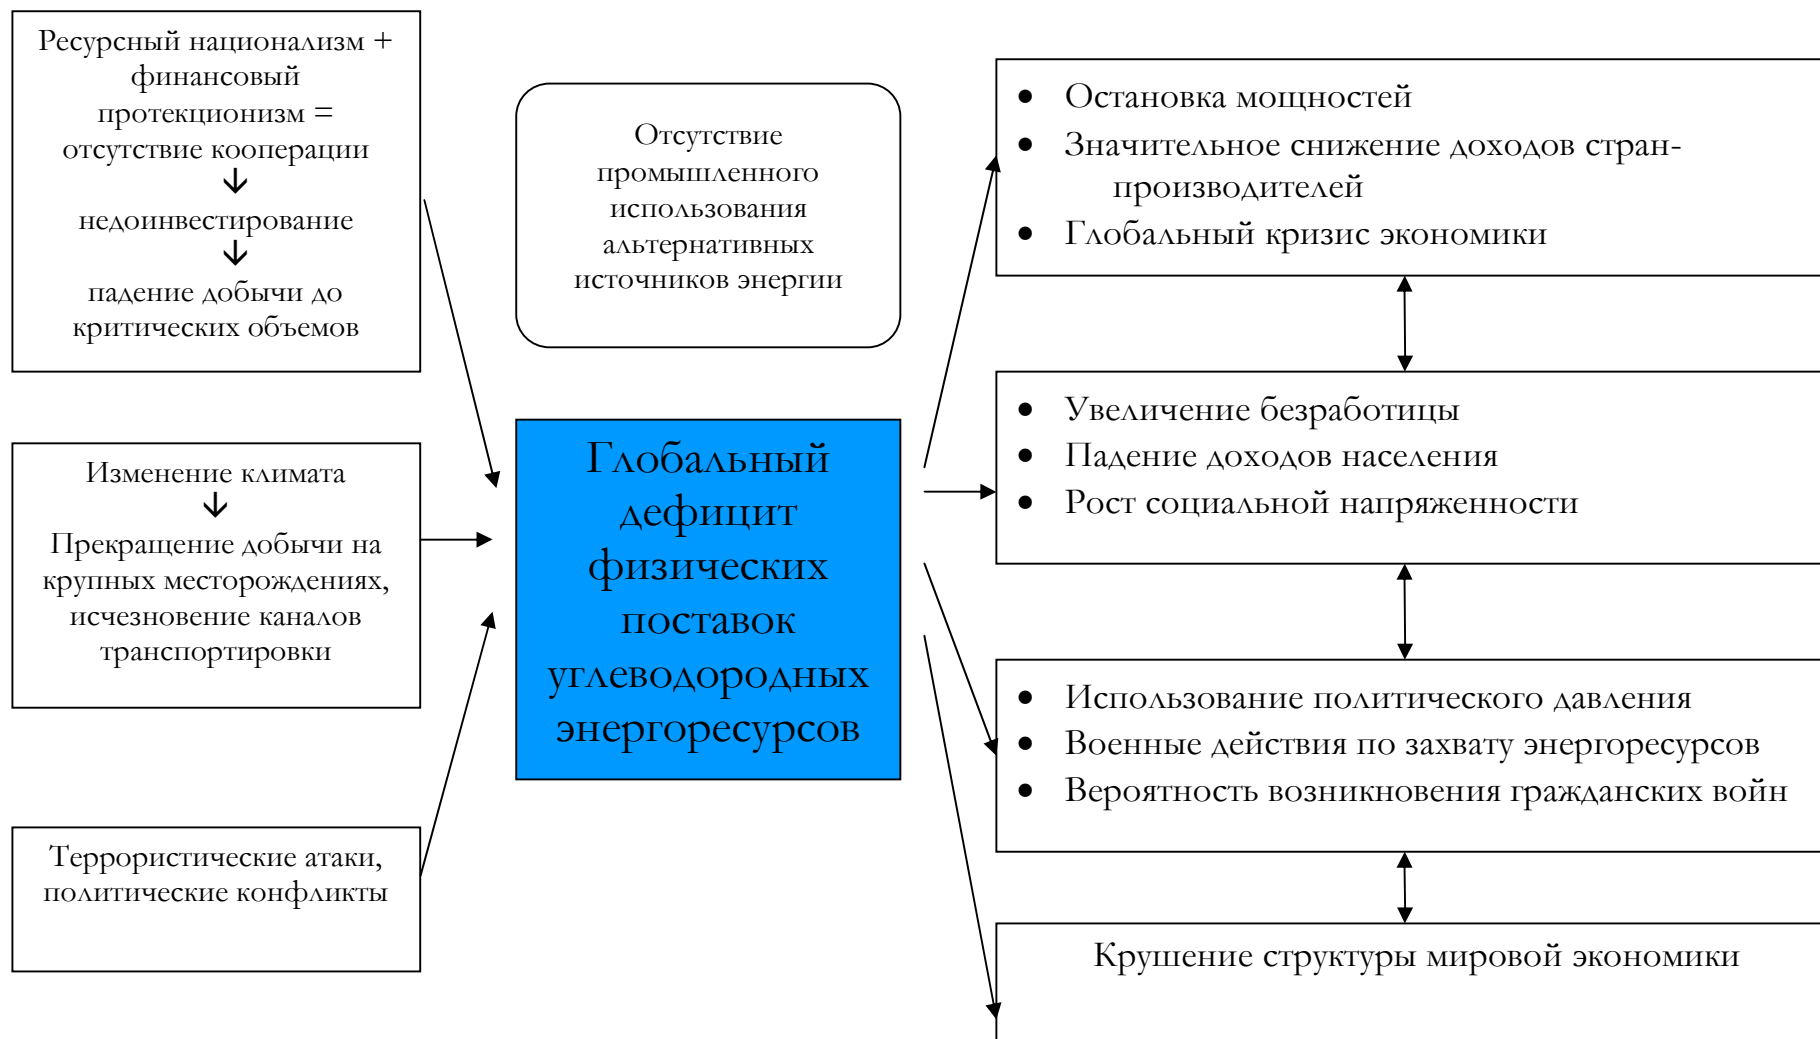 Ресурсный национализм +
финансовый
протекционизм =
отсутствие кооперации
↓
недоинвестирование
↓
падение добычи до
критических объемов
Изменение климата
↓
Прекращение добычи на
крупных месторождениях,
исчезновение каналов
транспортировки
Террористические атаки,
политические конфликты
Отсутствие
промышленного
использования
альтернативных
источников энергии
Глобальный
дефицит
физических
поставок
углеводородных
энергоресурсов
• Остановка мощностей
• Значительное снижение доходов стран-
производителей
• Глобальный кризис экономики
• Увеличение безработицы
• Падение доходов населения
• Рост социальной напряженности
• Использование политического давления
• Военные действия по захвату энергоресурсов
• Вероятность возникновения гражданских войн
Крушение структуры мировой экономики